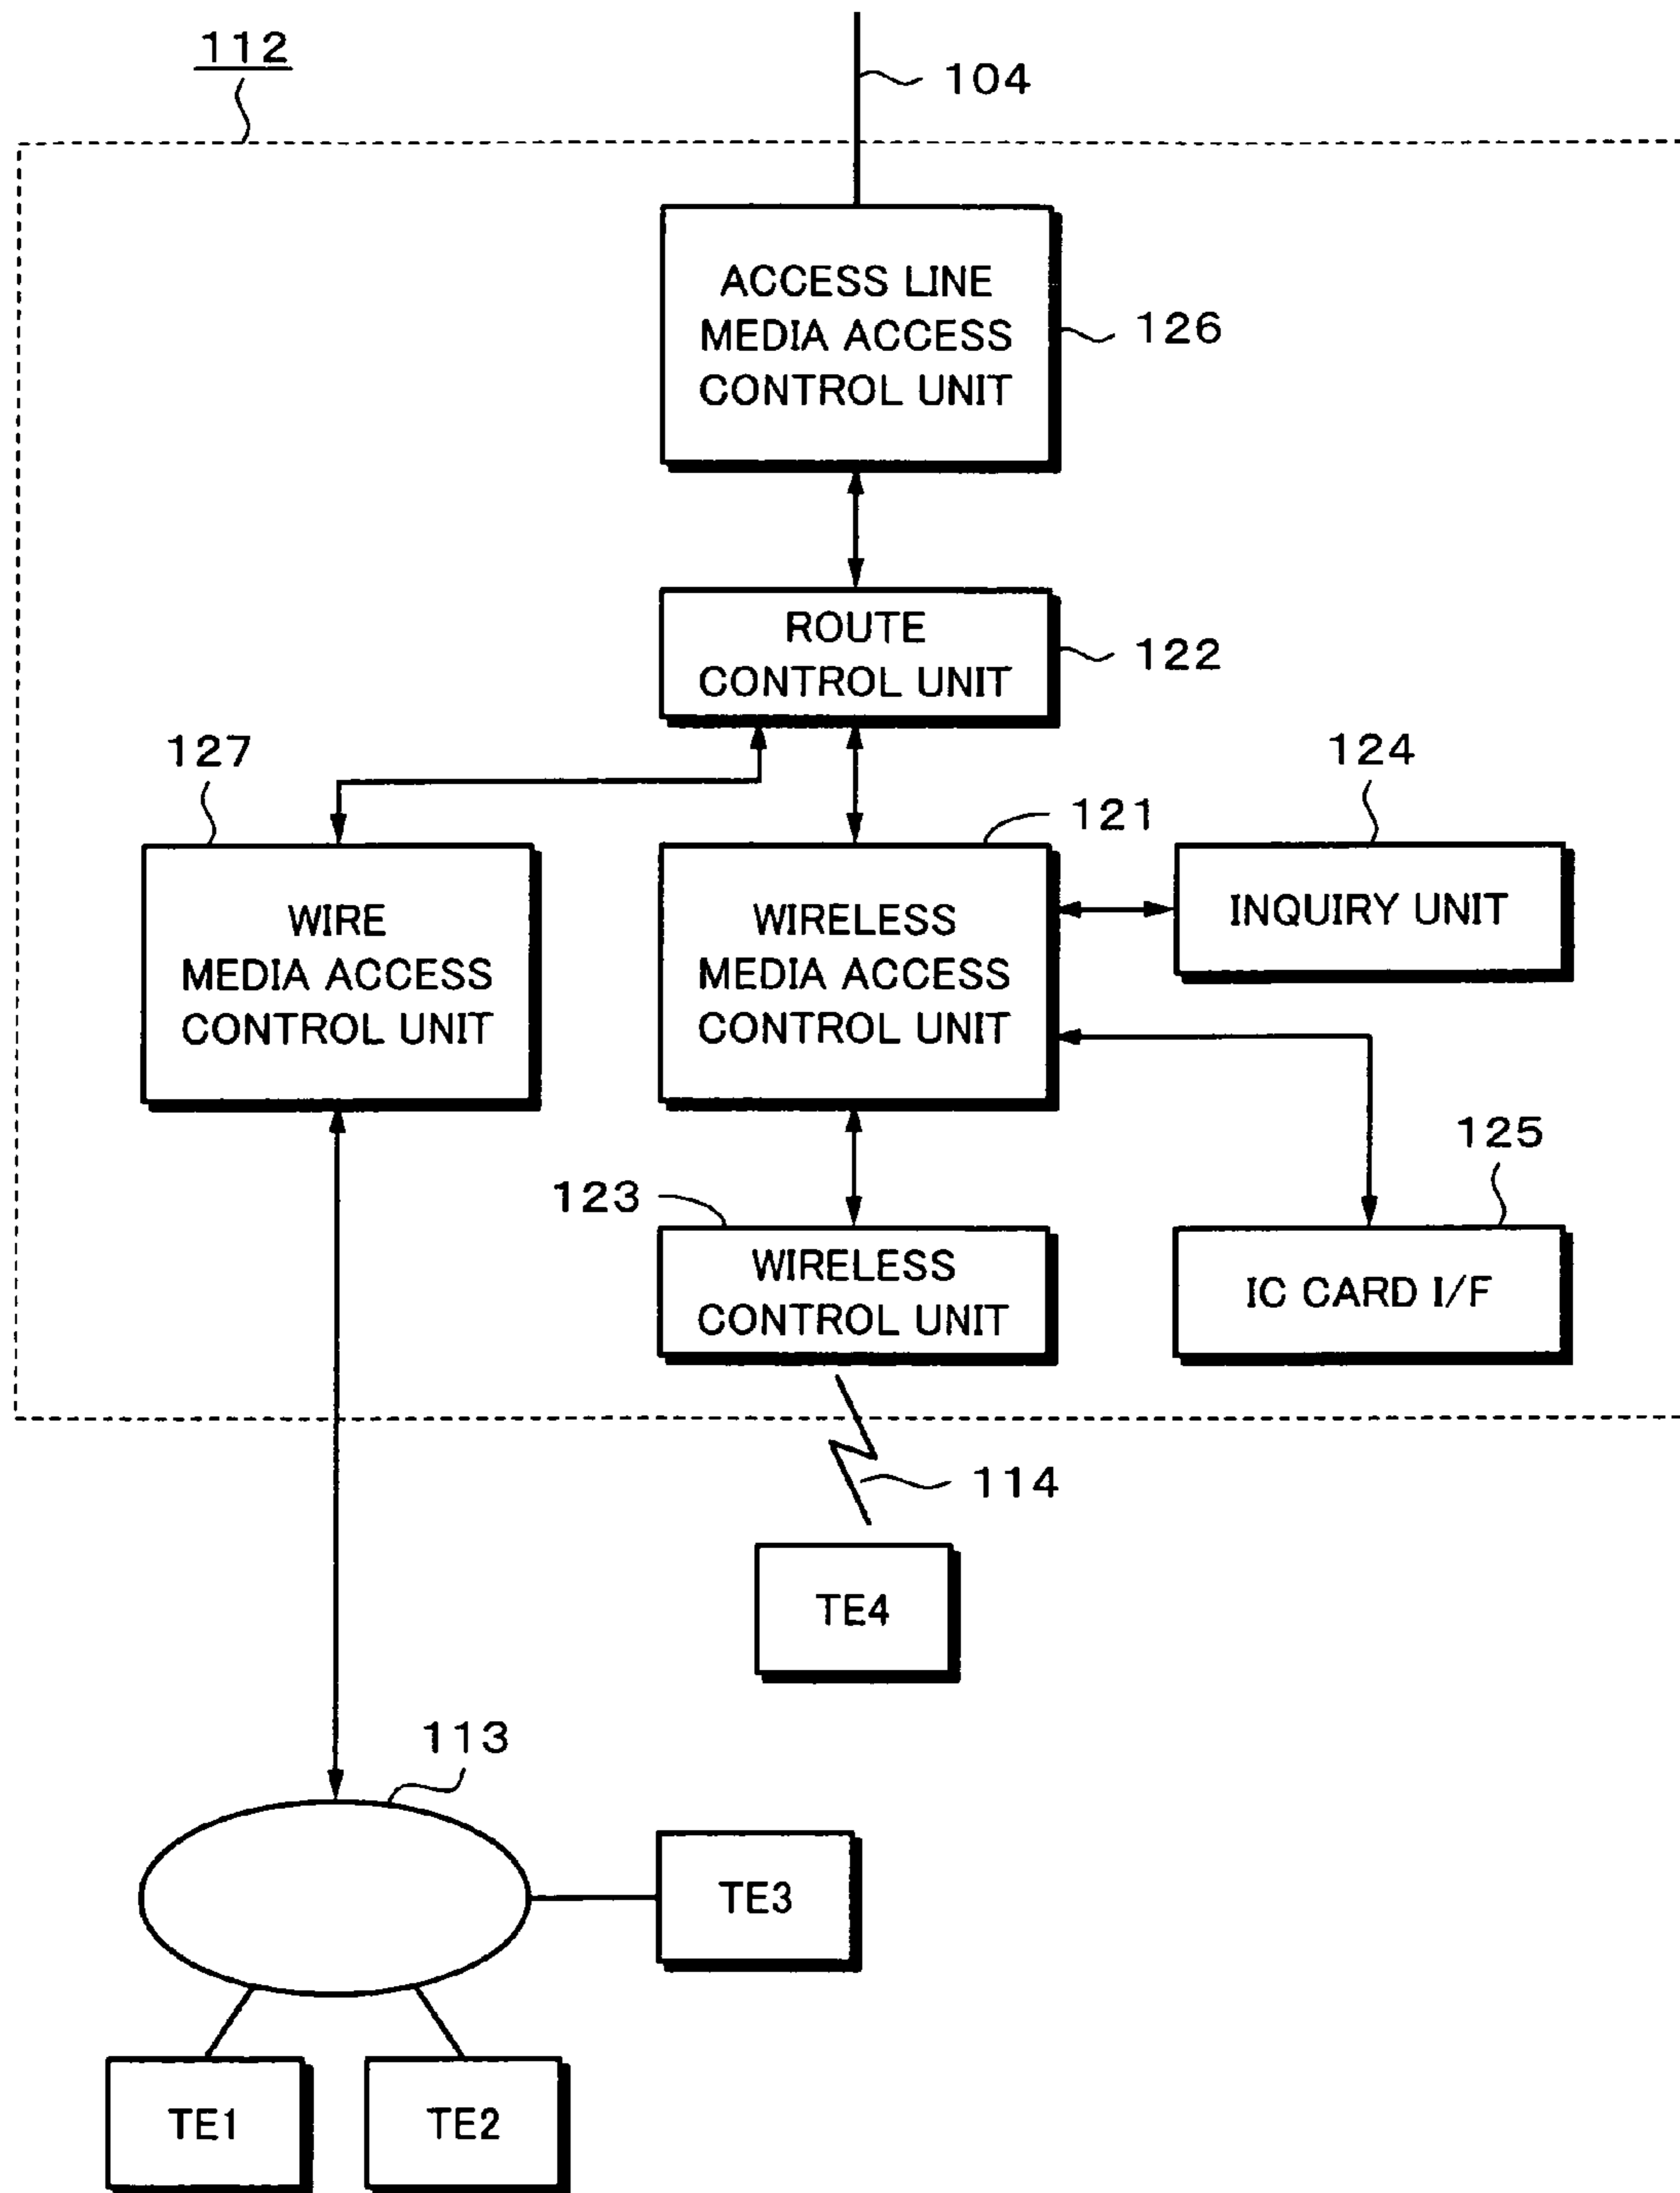 112
104
ACCESS LINE
MEDIA ACCESS
CONTROL UNIT
126
ROUTE
CONTROL UNIT
122
127
124
121
WIRE
MEDIA ACCESS
CONTROL UNIT
WIRELESS
MEDIA ACCESS
CONTROL UNIT
INQUIRY UNIT
125
123
WIRELESS
CONTROL UNIT
IC CARD I/F
114
TE4
113
TE3
TE1
TE2